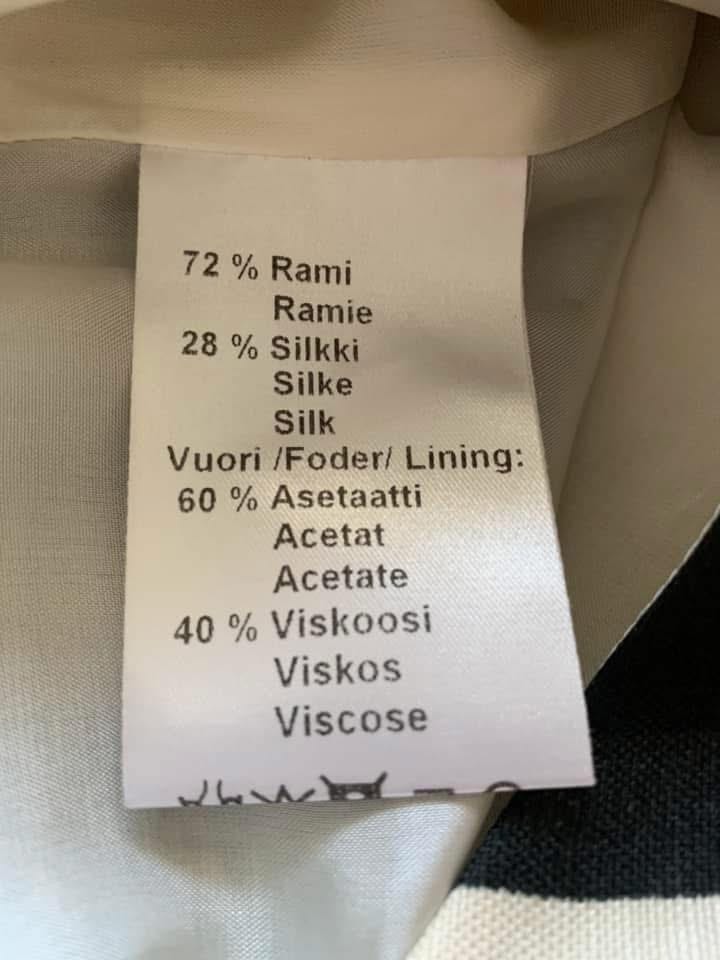 72 % Rami
Ramie
28 % Silkki
Silke
Silk
Vuori /Foder/ Lining:
60 % Asetaatti
Acetat
Acetate
40 % Viskoosi
Viskos
Viscose